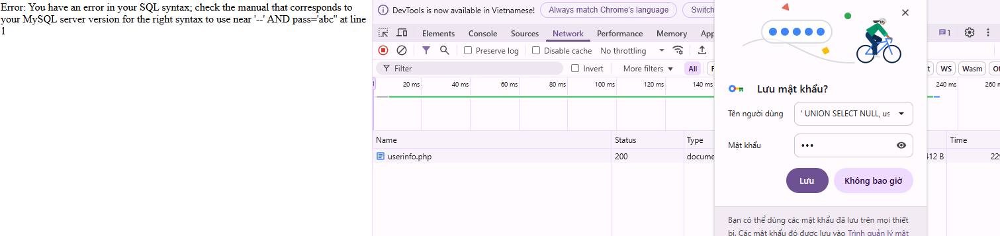 Error: You have an error in your SQL syntax; check the manual that corresponds to
your MySQL server version for the right syntax to use near '--' AND pass='abc'' at line
1
DevTools is now available in Vietnamese!
Always match Chrome's language
Switch
Elements
Console
Sources
Network
Performance
Memory
App
1
Preserve log
Disable cache
No throttling
Filter
Invert
More filters
All
F
t
WS
Wasm
Ot
20 ms
40 ms
60 ms
80 ms
100 ms
120 ms
140 ms
240 ms
260 m
Name
Status
Type
Time
userinfo.php
200
docume
412 B
229
Lưu mật khẩu?
Tên người dùng
' UNION SELECT NULL, us
Mật khẩu
•••
Lưu
Không bao giờ
Bạn có thể dùng các mật khẩu đã lưu trên mọi thiết
bị. Các mật khẩu đó được lưu vào Trình quản lý mật